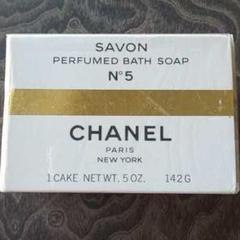 SAVON
PERFUMED BATH SOAP
N°5
CHANEL
PARIS
NEW YORK
1 CAKE NET WT. 5 OZ. 142 G